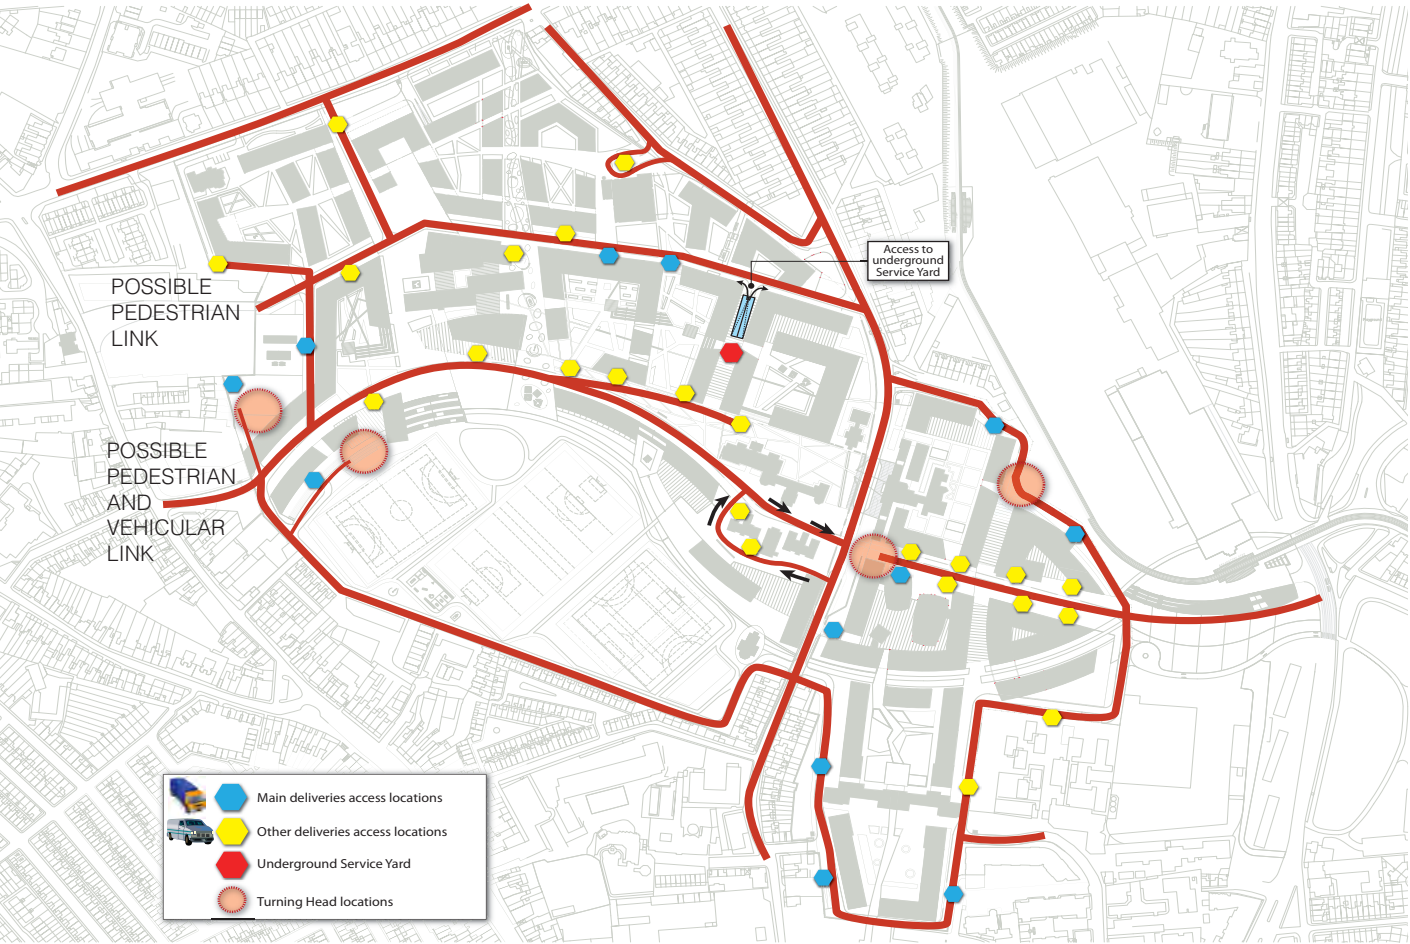 Access to
underground
Service Yard
POSSIBLE
PEDESTRIAN
LINK
POSSIBLE
PEDESTRIAN
AND
VEHICULAR
LINK
Main deliveries access locations
Other deliveries access locations
Underground Service Yard
Turning Head locations